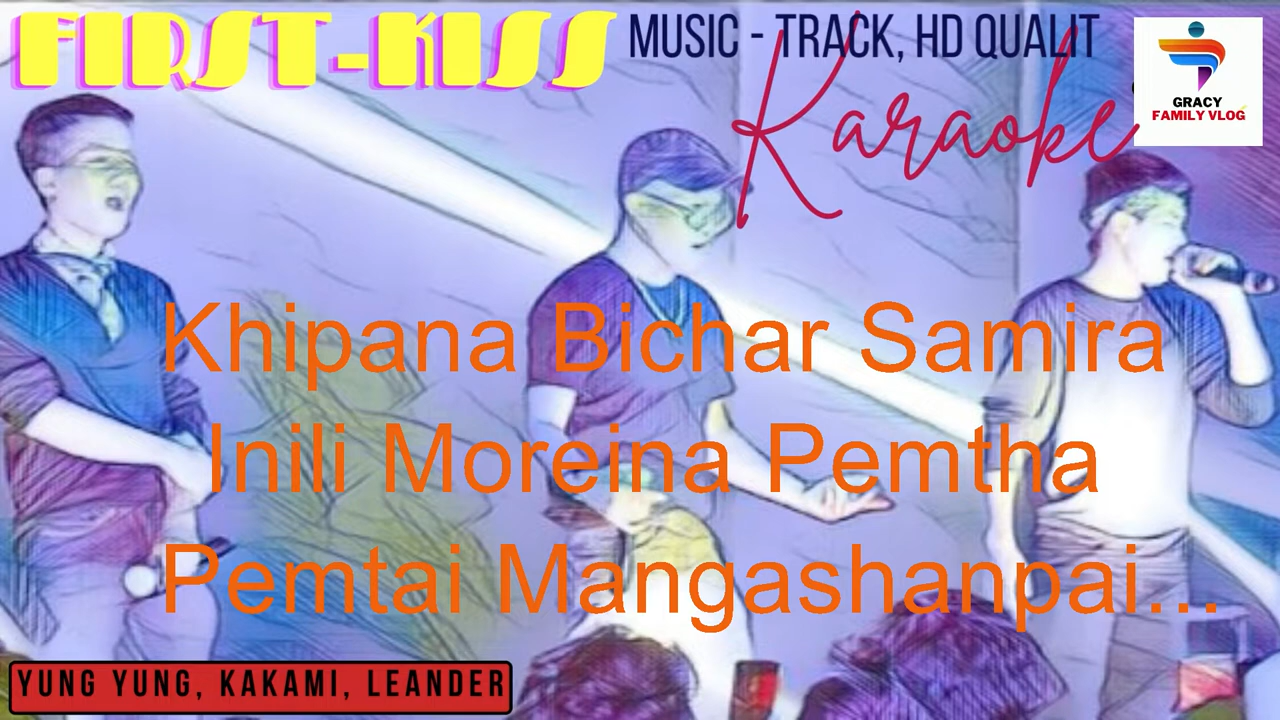 FIRST-KISS
MUSIC - TRACK, HD QUALIT
Karaoke
GRACY
FAMILY VLOG
Khipana Bichar Samira
Inili Moreina Pemtha
Pemtai Mangashanpai...
YUNG YUNG, KAKAMI, LEANDER